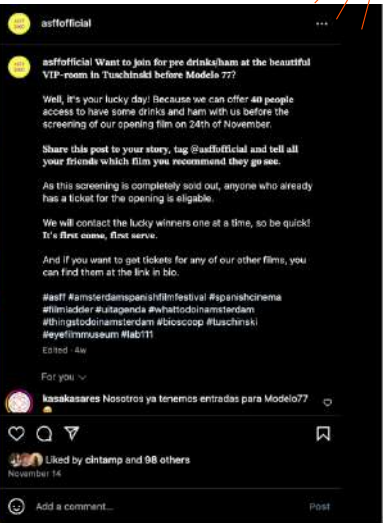 asffofficial
asffofficial Want to join for pre drinks/ham at the beautiful
VIP-room in Tuschinski before Modelo 77?
Well, it's your lucky day! Because we can offer 40 people
access to have some drinks and ham with us before the
screening of our opening film on 24th of November.
Share this post to your story, tag @asffofficial and tell all
your friends which film you recommend they go see.
As this screening is completely sold out, anyone who already
has a ticket for the opening is eligable.
We will contact the lucky winners one at a time, so be quick!
It's first come, first serve.
And if you want to get tickets for any of our other films, you
can find them at the link in bio.
#asff #amsterdamspanishfilmfestival #spanishcinema
#filmladder #uitagenda #whattodoinamsterdam
#thingstodoinamsterdam #bioscoop #tuschinski
#eyefilmmuseum #lab111
Edited · 4w
For you
kasakasares Nosotros ya tenemos entradas para Modelo77
Liked by cintamp and 98 others
November 14
Add a comment...
Post